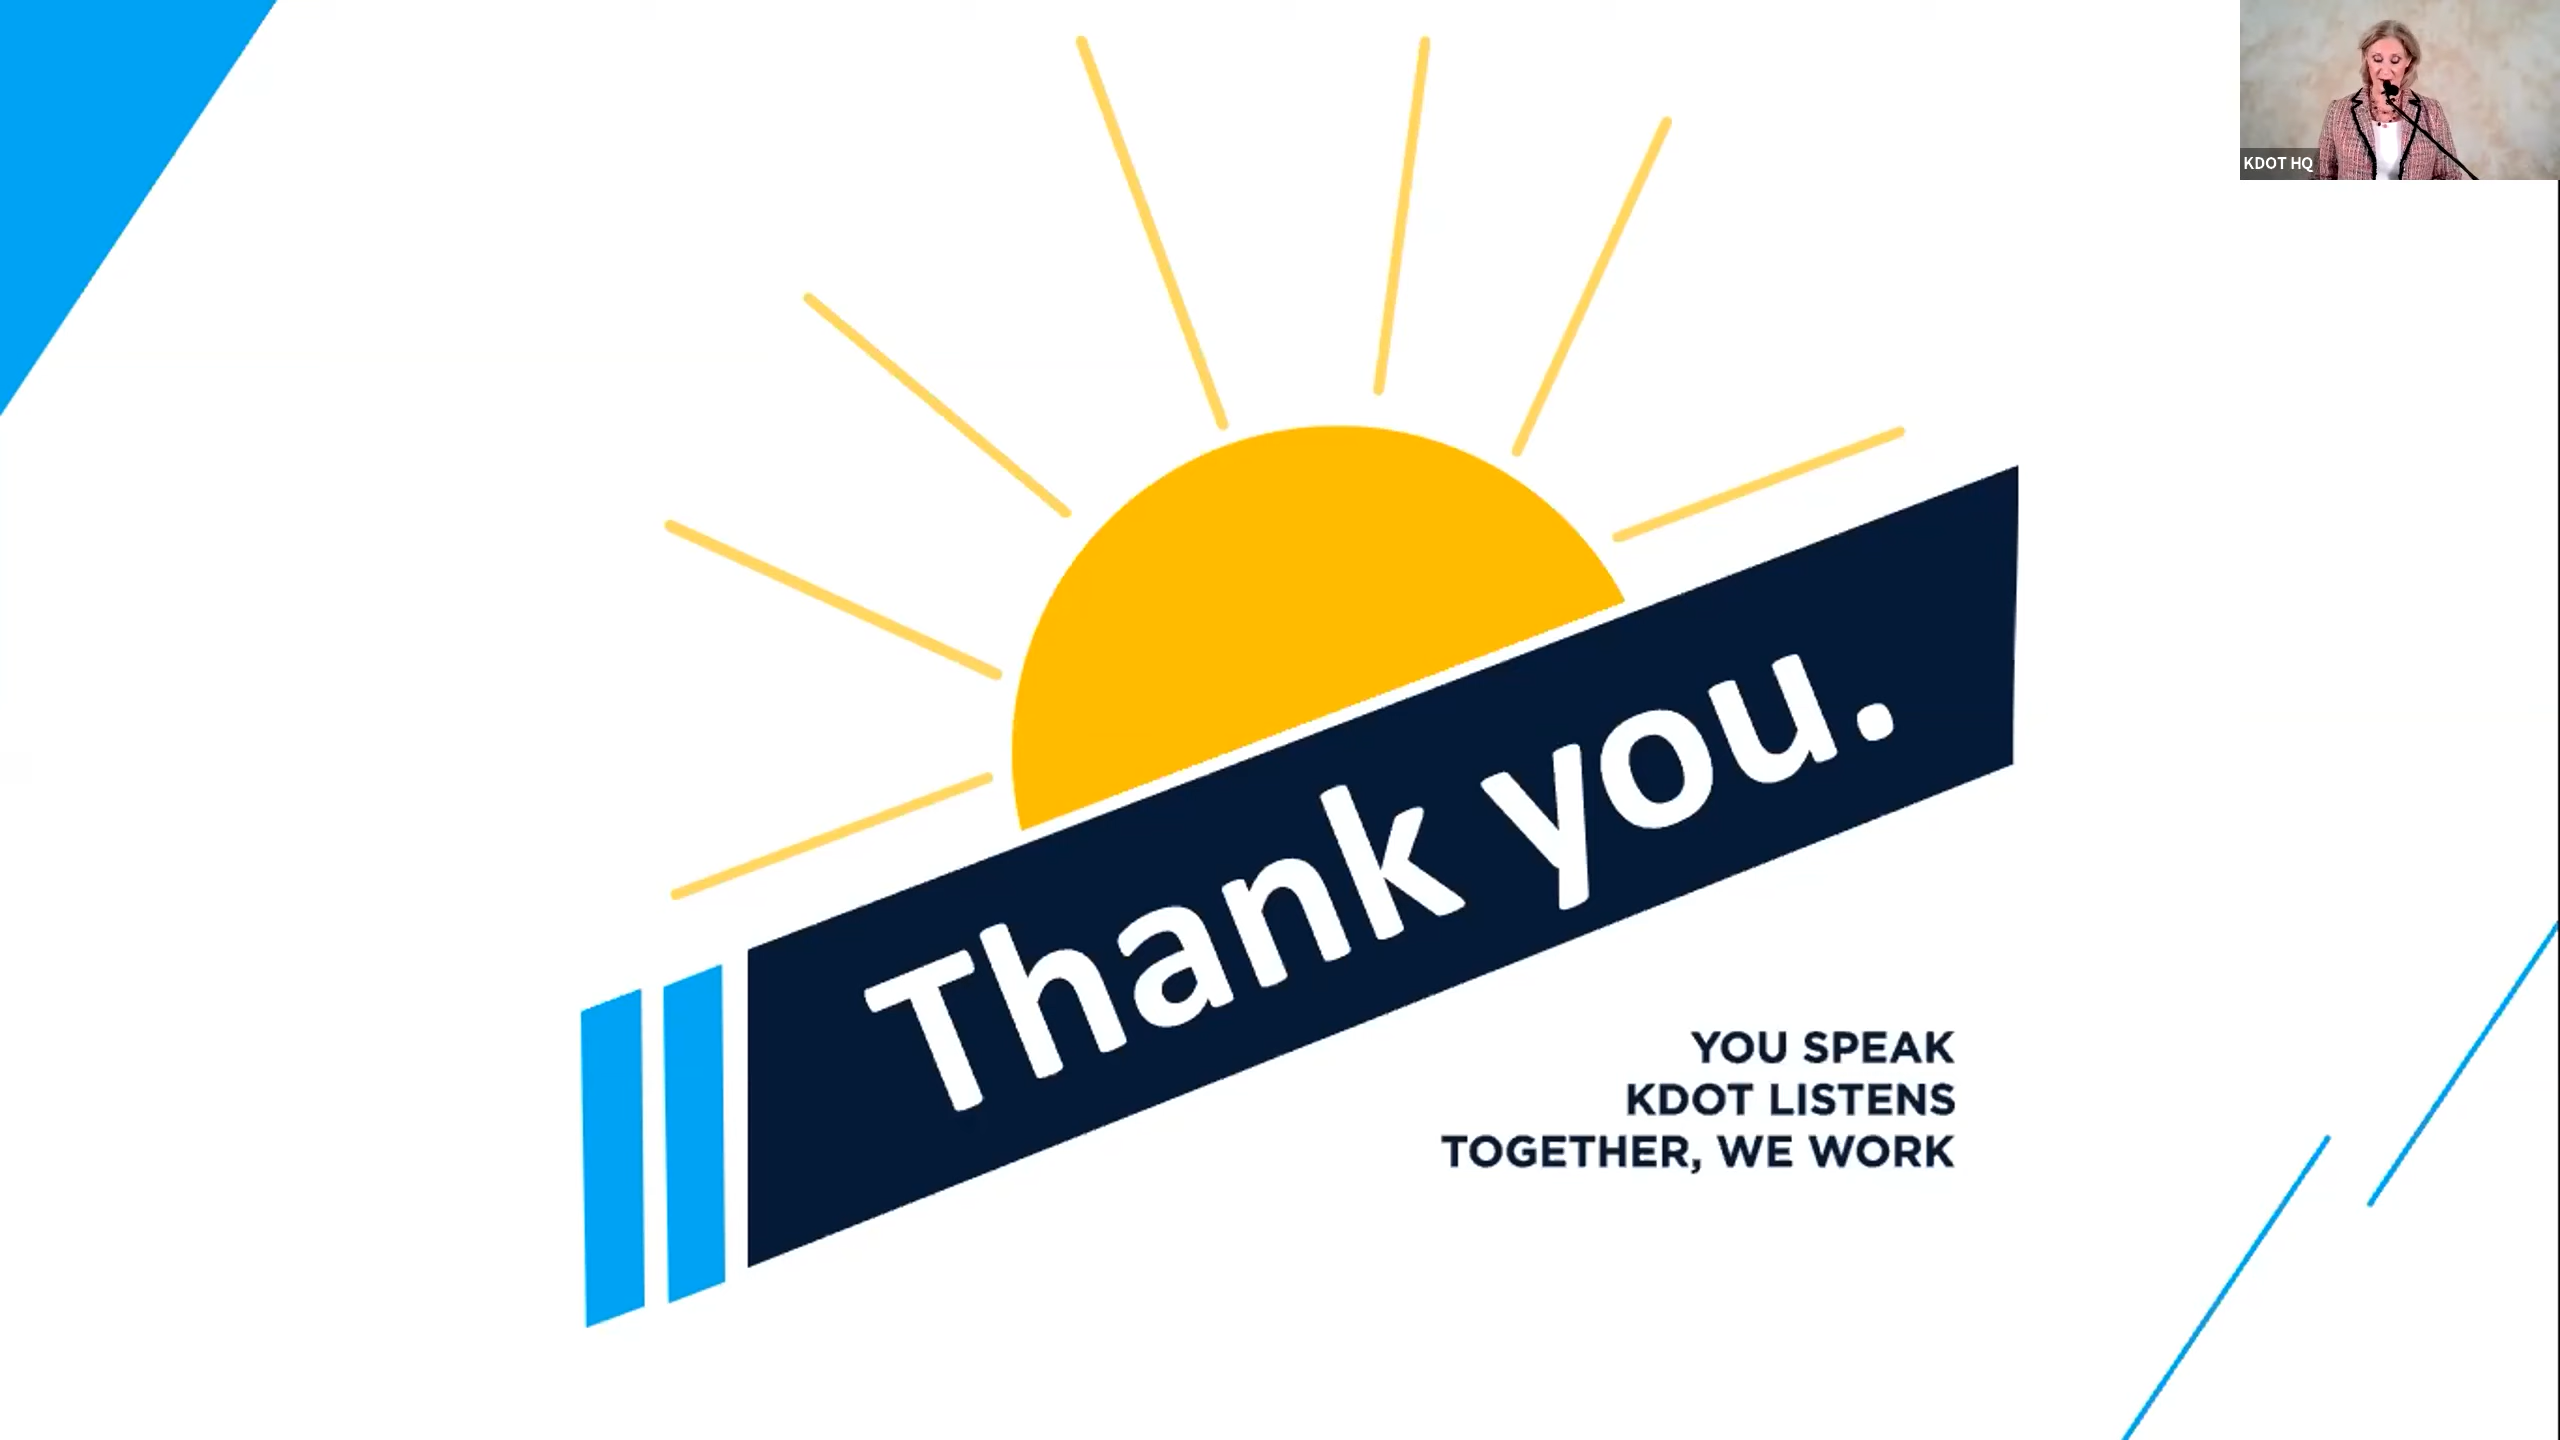 KDOT HQ
Thank you.
YOU SPEAK
KDOT LISTENS
TOGETHER, WE WORK